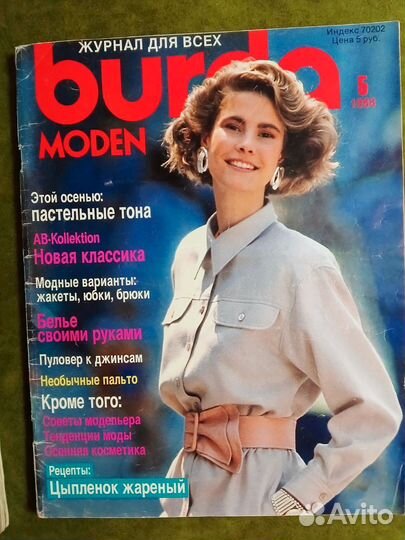 Индекс 70202
ЖУРНАЛ ДЛЯ ВСЕХ
Цена 5 руб.
burda
MODEN
5
1988
Этой осенью:
пастельные тона
AB-Kollektion
Новая классика
Модные варианты:
жакеты, юбки, брюки
Белье
своими руками
Пуловер к джинсам
Необычные пальто
Кроме того:
Советы модельера
Тенденции моды
Осенняя косметика
Рецепты:
Цыпленок жареный
Avito